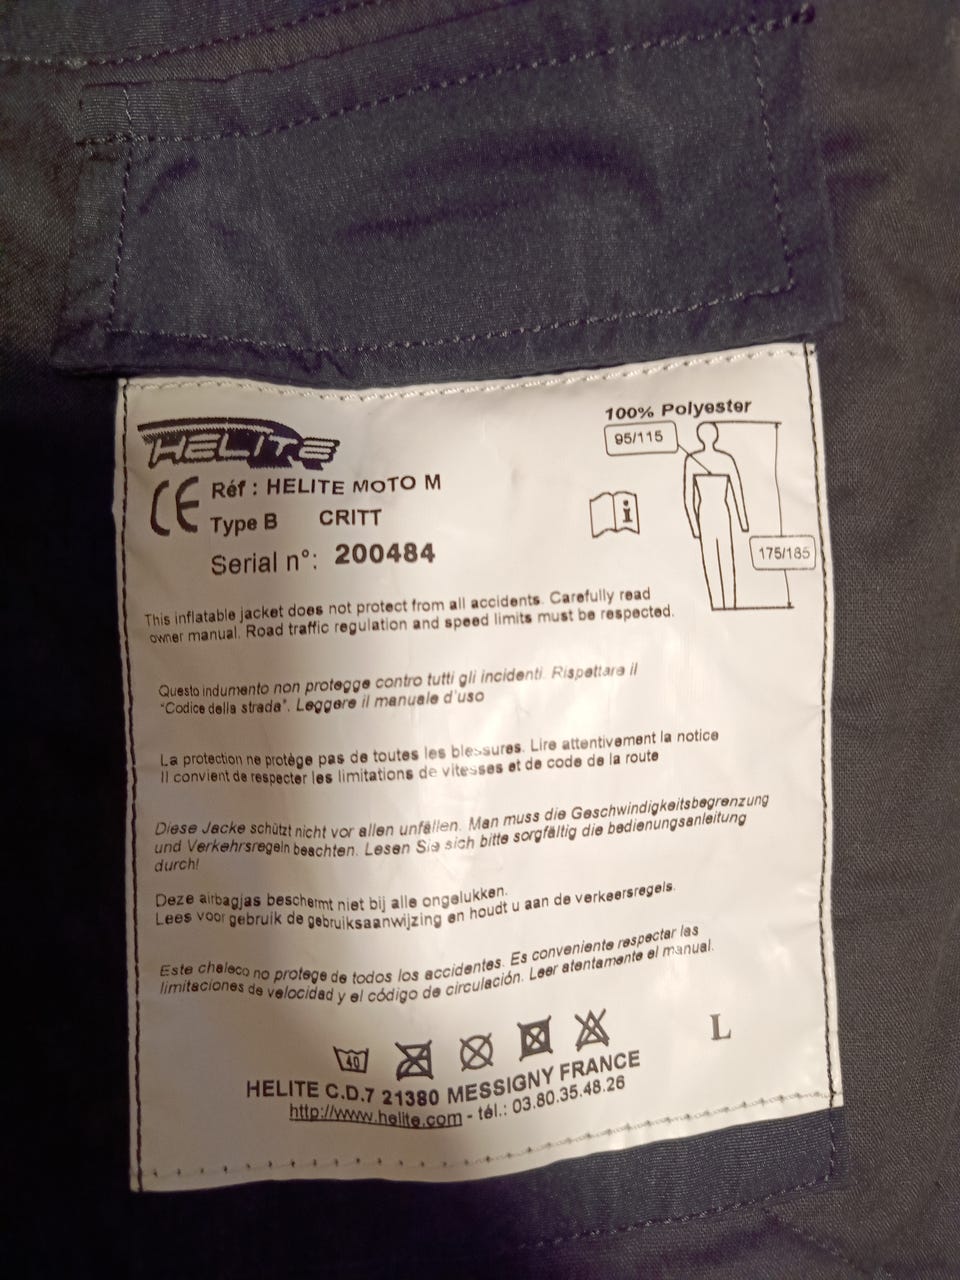 HELITE
CE Réf : HELITE MOTO M
Type B CRITT
Serial n°: 200484
100% Polyester
95/115
i
175/185
This inflatable jacket does not protect from all accidents. Carefully read
owner manual. Road traffic regulation and speed limits must be respected.
Questo indumento non protegge contro tutti gli incidenti. Rispettare il
"Codice della strada". Leggere il manuale d'uso
La protection ne protège pas de toutes les blessures. Lire attentivement la notice
Il convient de respecter les limitations de vitesses et de code de la route
Diese Jacke schützt nicht vor allen unfällen. Man muss die Geschwindigkeitsbegrenzung
und Verkehrsregeln beachten. Lesen Sie sich bitte sorgfältig die bedienungsanleitung
durch!
Deze airbagjas beschermt niet bij alle ongelukken.
Lees voor gebruik de gebruiksaanwijzing en houdt u aan de verkeersregels.
Este chaleco no protege de todos los accidentes. Es conveniente respectar las
limitaciones de velocidad y el código de circulación. Leer atentamente el manual.
40
L
HELITE C.D.7 21380 MESSIGNY FRANCE
http://www.helite.com - tél.: 03.80.35.48.26